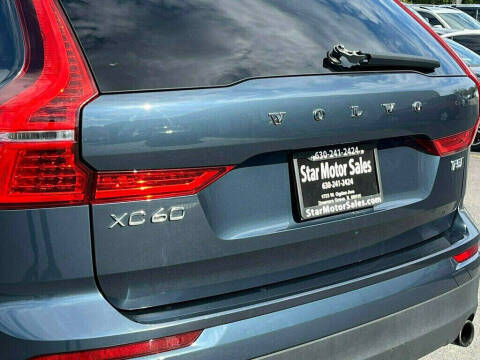 VOLVO
630-241-2424
Star Motor Sales
630-241-2424
StarMotorSales.com
XC60
T5